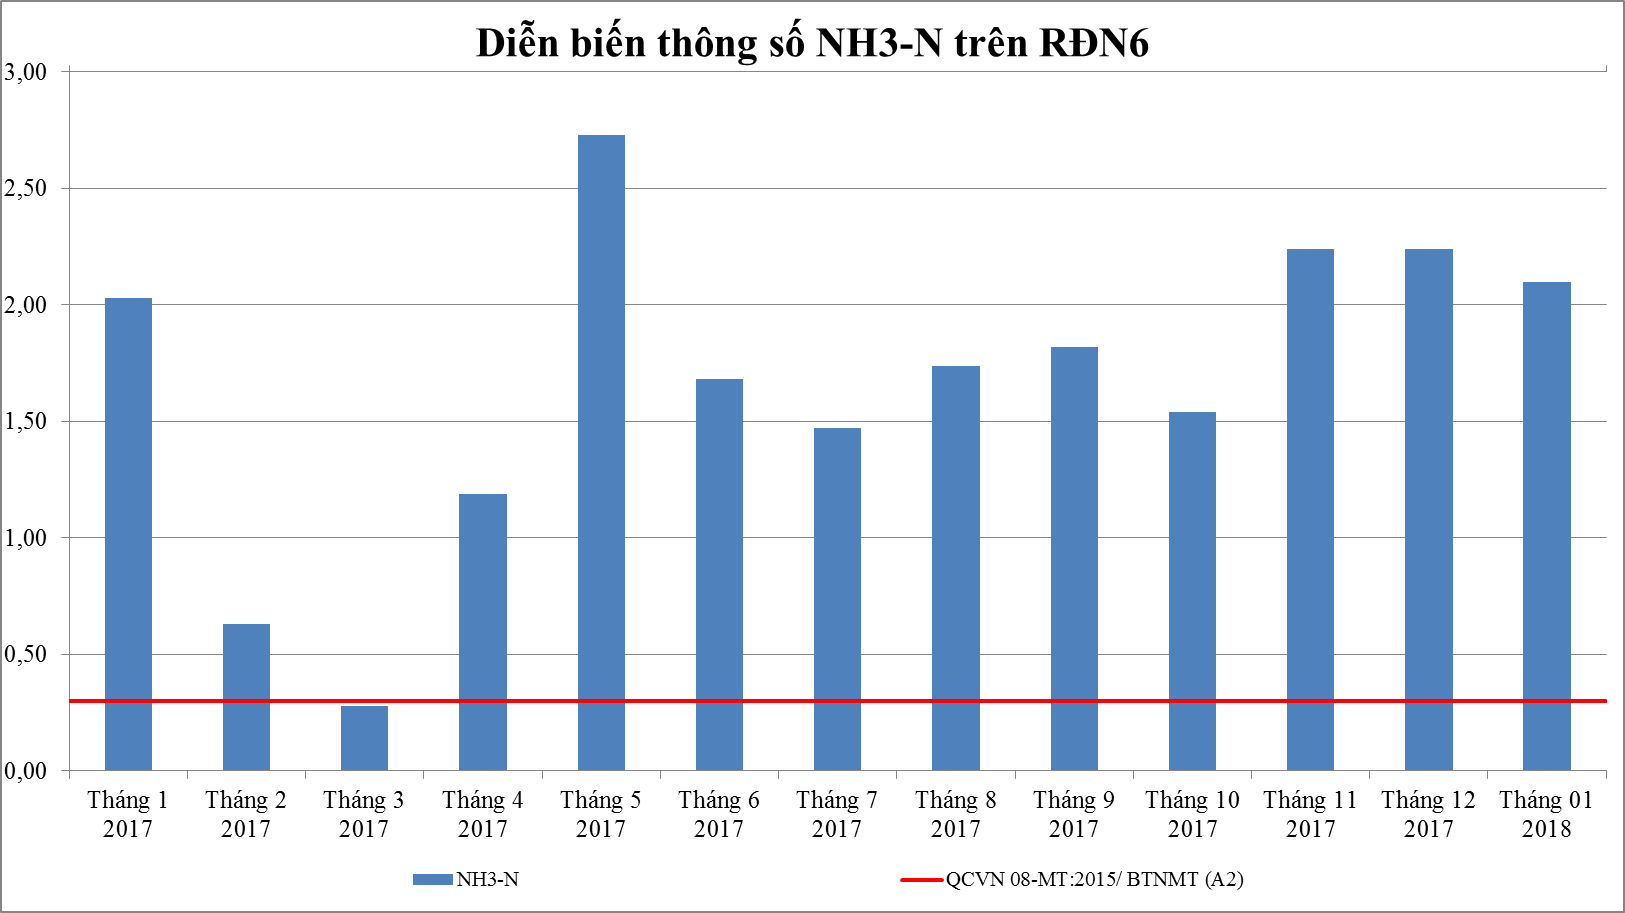 Diễn biến thông số NH3-N trên RĐN6
3,00
2,50
2,00
1,50
1,00
0,50
0,00
Tháng 1 2017
Tháng 2 2017
Tháng 3 2017
Tháng 4 2017
Tháng 5 2017
Tháng 6 2017
Tháng 7 2017
Tháng 8 2017
Tháng 9 2017
Tháng 10 2017
Tháng 11 2017
Tháng 12 2017
Tháng 01 2018
NH3-N
QCVN 08-MT:2015/ BTNMT (A2)